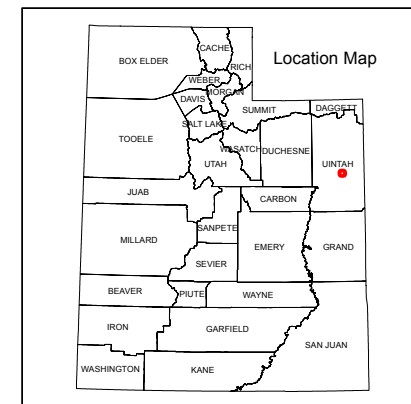 Location Map
CACHE
BOX ELDER
RICH
WEBER
MORGAN
DAVIS
SUMMIT
DAGGETT
SALT LAKE
TOOELE
WASATCH
DUCHESNE
UINTAH
UTAH
JUAB
CARBON
SANPETE
MILLARD
EMERY
GRAND
SEVIER
BEAVER
PIUTE
WAYNE
IRON
GARFIELD
SAN JUAN
WASHINGTON
KANE